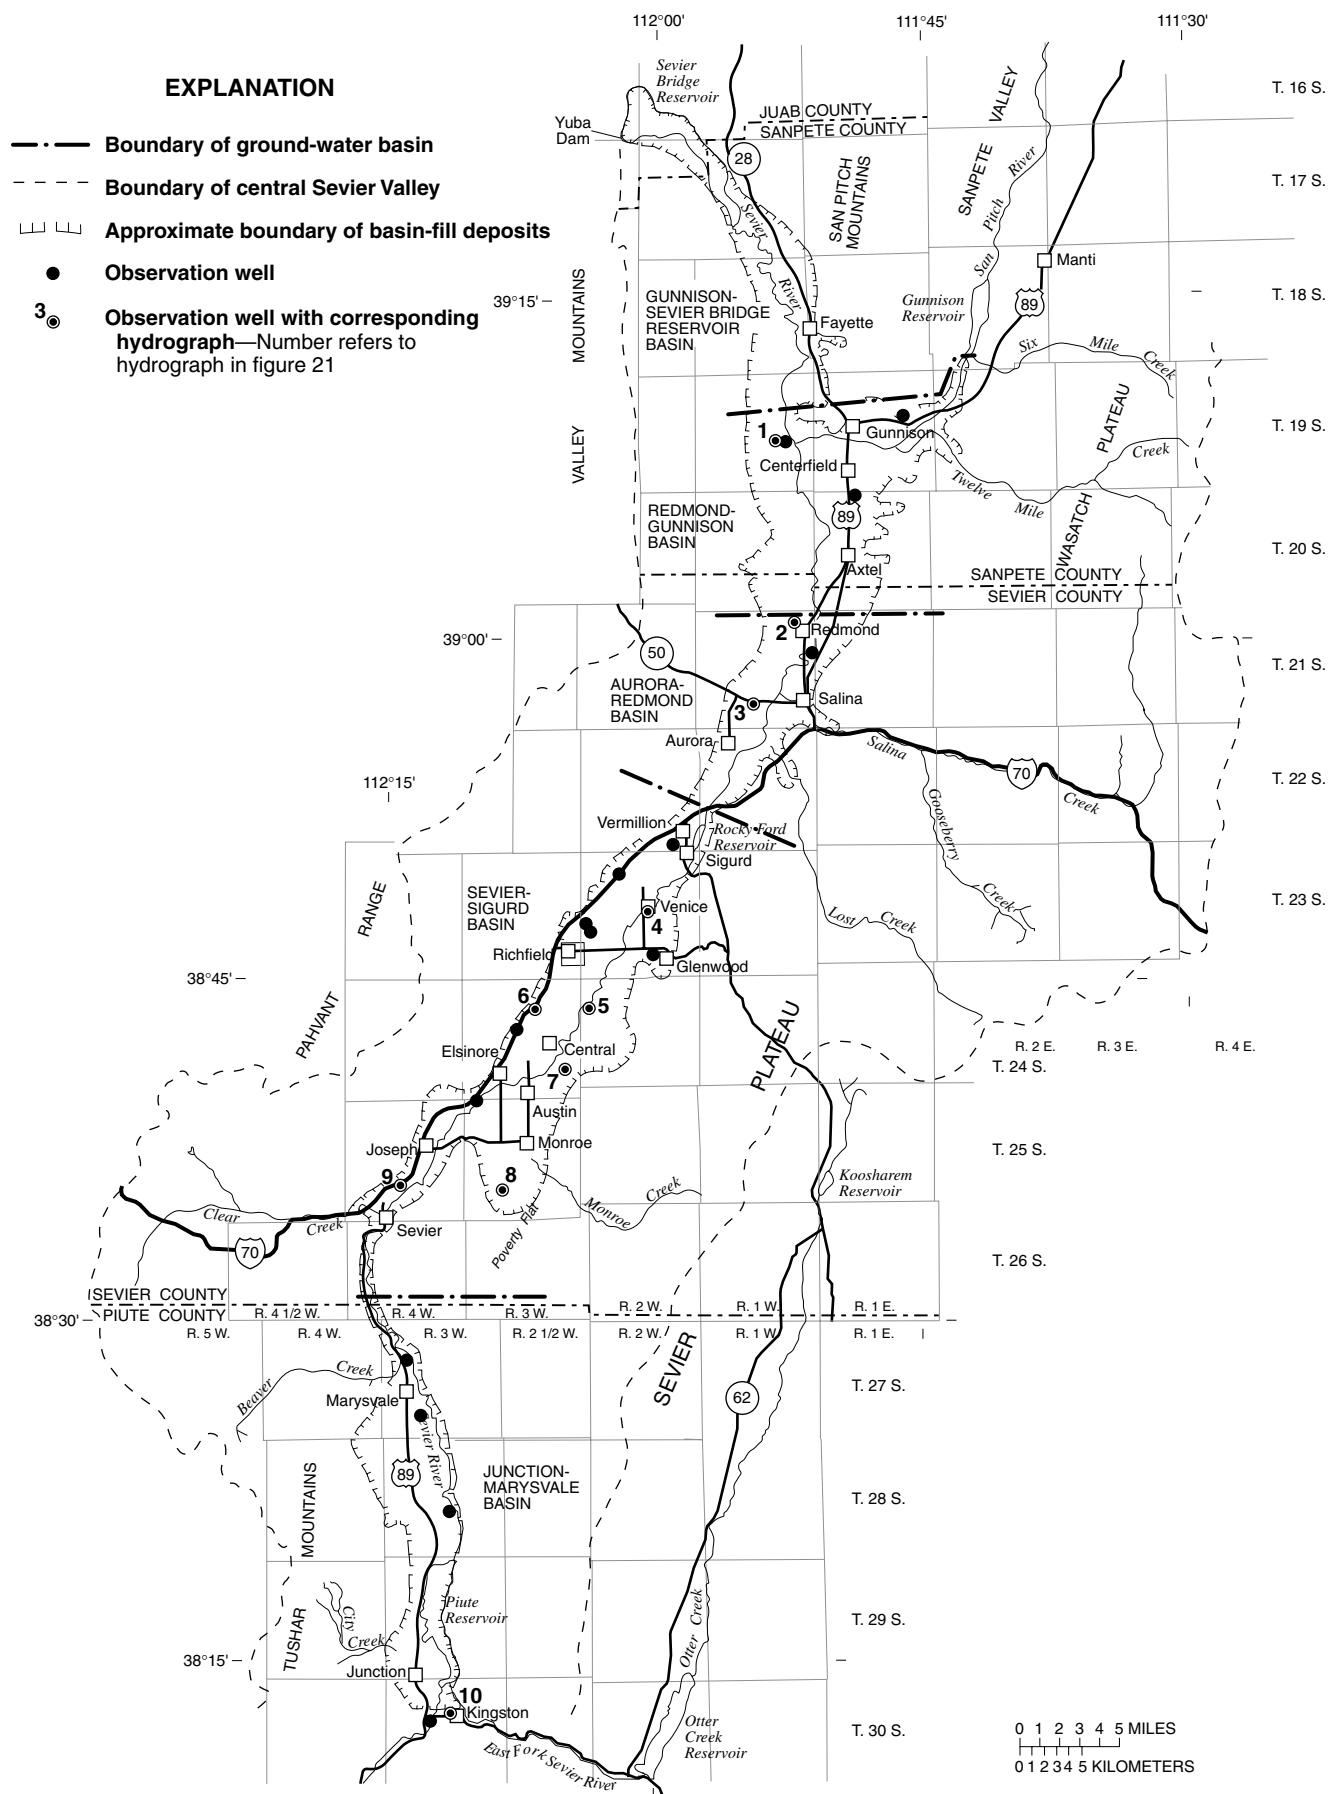 112°00'
111°45'
111°30'
EXPLANATION
Boundary of ground-water basin
Boundary of central Sevier Valley
Approximate boundary of basin-fill deposits
Observation well
3
Observation well with corresponding
hydrograph—Number refers to
hydrograph in figure 21
Sevier
Bridge
Reservoir
Yuba
Dam
JUAB COUNTY
SANPETE COUNTY
28
SAN PITCH
MOUNTAINS
SANPETE VALLEY
San Pitch River
Sevier River
T. 16 S.
T. 17 S.
T. 18 S.
T. 19 S.
T. 20 S.
T. 21 S.
T. 22 S.
T. 23 S.
T. 24 S.
T. 25 S.
T. 26 S.
T. 27 S.
T. 28 S.
T. 29 S.
T. 30 S.
Manti
89
39°15'
VALLEY MOUNTAINS
GUNNISON-
SEVIER BRIDGE
RESERVOIR
BASIN
Fayette
Gunnison
Reservoir
Six Mile Creek
WASATCH PLATEAU
1
Gunnison
Centerfield
Twelve Mile Creek
89
REDMOND-
GUNNISON
BASIN
Axtel
SANPETE COUNTY
SEVIER COUNTY
39°00'
2
Redmond
50
AURORA-
REDMOND
BASIN
3
Salina
Aurora
Salina Creek
70
Gooseberry Creek
112°15'
Vermillion
Rocky Ford
Reservoir
Sigurd
Lost Creek
SEVIER-
SIGURD
BASIN
Venice
4
Richfield
Glenwood
PAHVANT RANGE
38°45'
6
5
Elsinore
Central
7
Austin
Monroe
Joseph
8
9
Poverty Flat
Monroe Creek
SEVIER PLATEAU
R. 2 E.
R. 3 E.
R. 4 E.
Koosharem
Reservoir
Clear Creek
70
Sevier
SEVIER COUNTY
PIUTE COUNTY
38°30'
R. 4 1/2 W.
R. 4 W.
R. 3 W.
R. 2 W.
R. 1 W.
R. 1 E.
R. 5 W.
R. 4 W.
R. 3 W.
R. 2 1/2 W.
R. 2 W.
R. 1 W.
R. 1 E.
Beaver Creek
Marysvale
62
89
Sevier River
JUNCTION-
MARYSVALE
BASIN
TUSHAR MOUNTAINS
Piute
Reservoir
City Creek
Otter Creek
38°15'
Junction
10
Kingston
East Fork Sevier River
Otter
Creek
Reservoir
0 1 2 3 4 5 MILES
0 1 2 3 4 5 KILOMETERS